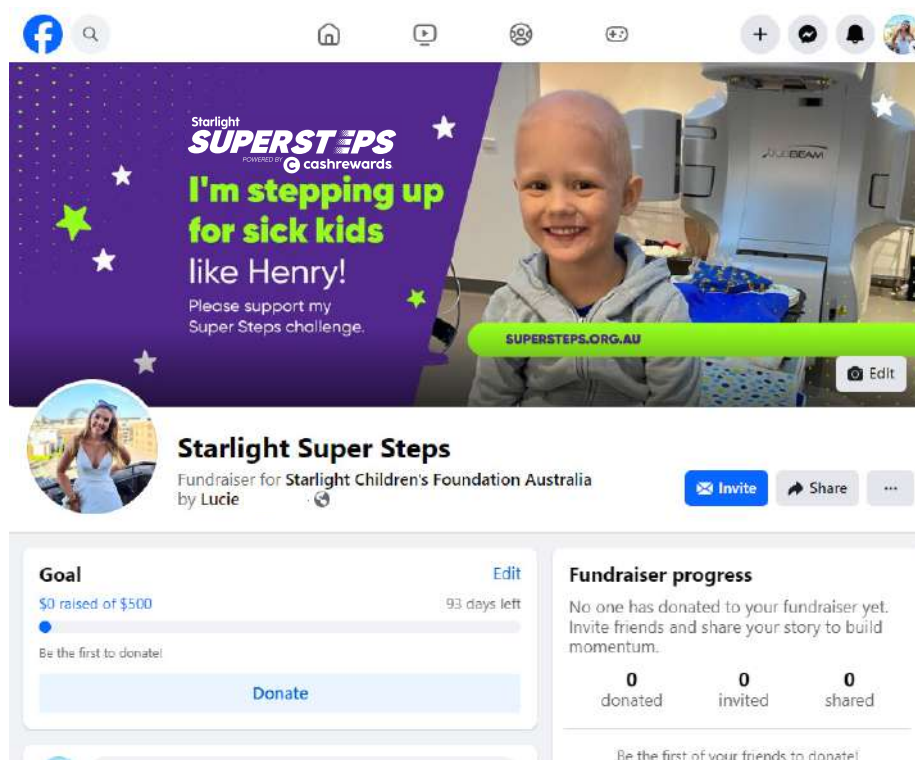 Starlight
SUPERSTEPS
POWERED BY cashrewards
I'm stepping up
for sick kids
like Henry!
Please support my
Super Steps challenge.
TRUEBEAM
SUPERSTEPS.ORG.AU
Edit
Starlight Super Steps
Fundraiser for Starlight Children's Foundation Australia
by Lucie ·
Invite
Share
...
Goal
Edit
$0 raised of $500
93 days left
Be the first to donate!
Donate
Fundraiser progress
No one has donated to your fundraiser yet.
Invite friends and share your story to build
momentum.
0
donated
0
invited
0
shared
Be the first of your friends to donate!